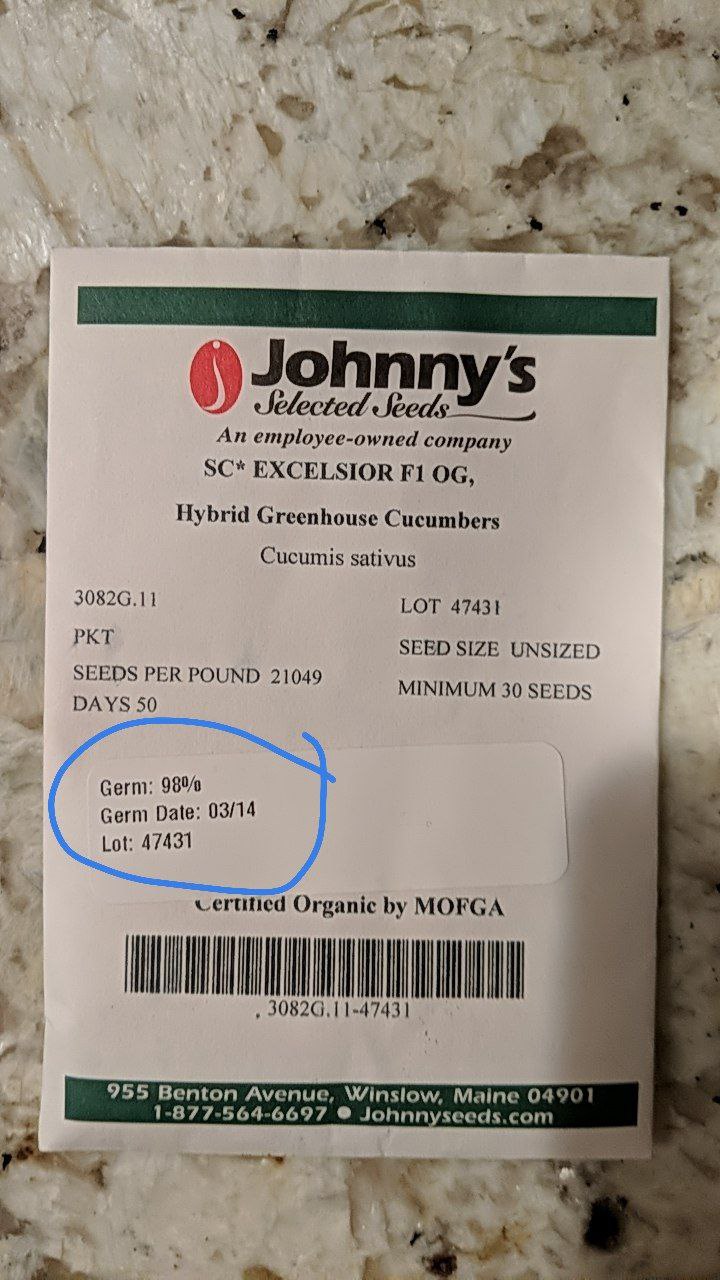 Johnny's
Selected Seeds
An employee-owned company
SC* EXCELSIOR F1 OG,
Hybrid Greenhouse Cucumbers
Cucumis sativus
3082G.11
LOT 47431
PKT
SEED SIZE UNSIZED
SEEDS PER POUND 21049
MINIMUM 30 SEEDS
DAYS 50
Germ: 98%
Germ Date: 03/14
Lot: 47431
Certified Organic by MOFGA
3082G.11-47431
955 Benton Avenue, Winslow, Maine 04901
1-877-564-6697 ● Johnnyseeds.com